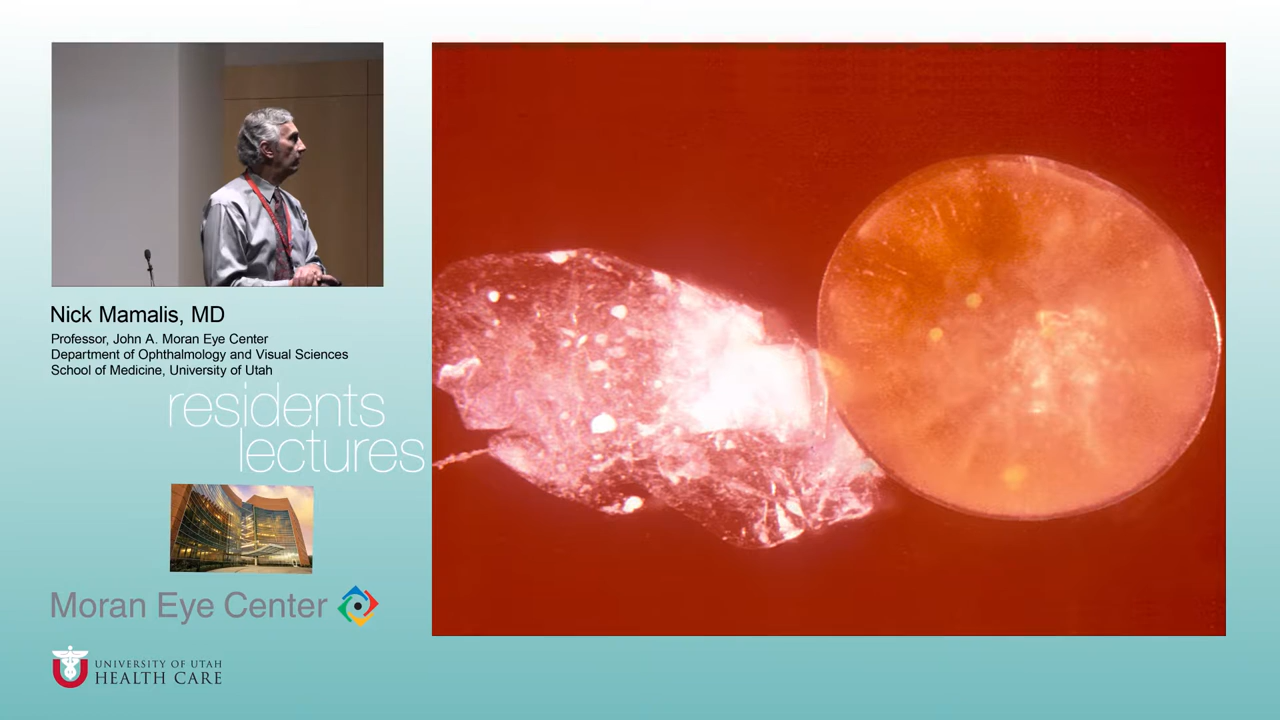 Nick Mamalis, MD
Professor, John A. Moran Eye Center
Department of Ophthalmology and Visual Sciences
School of Medicine, University of Utah
residents
lectures
Moran Eye Center
UNIVERSITY OF UTAH
HEALTH CARE